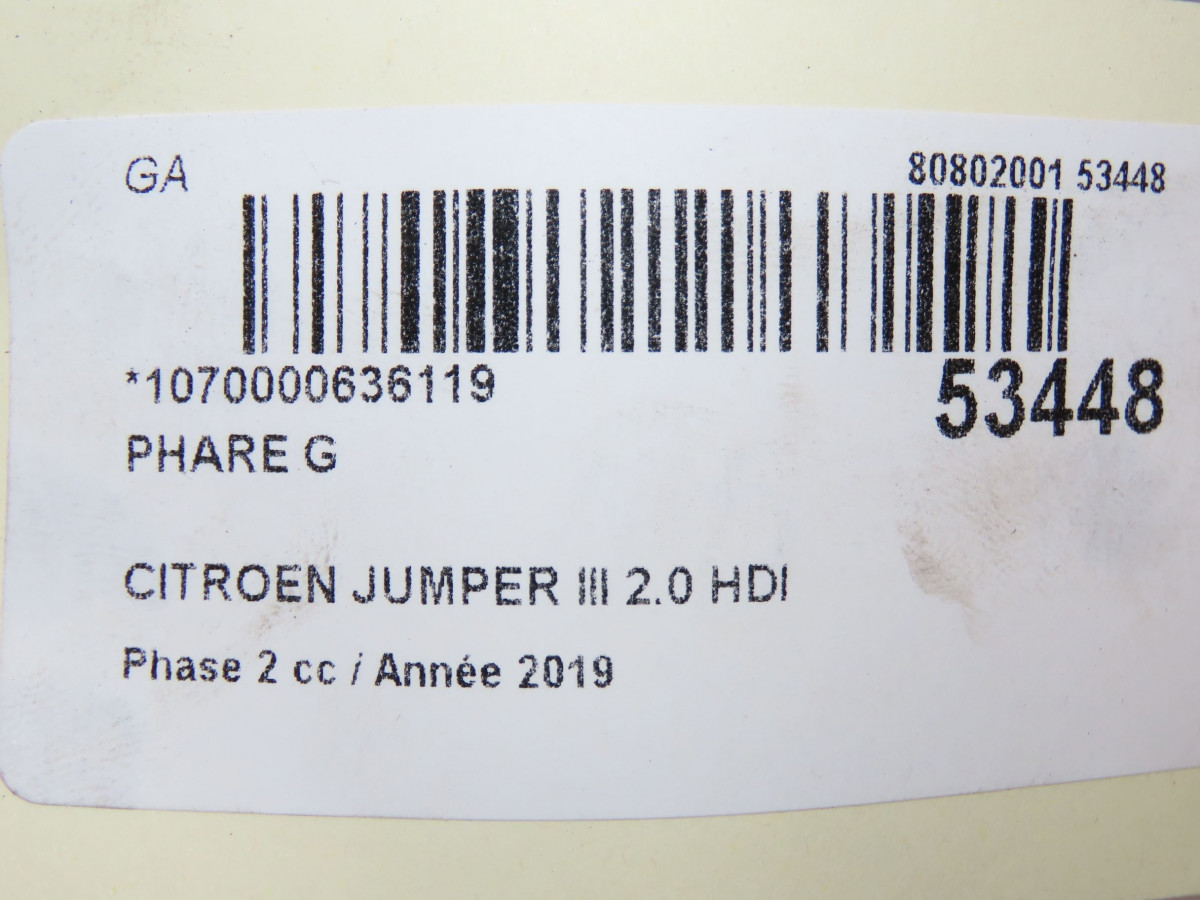 GA
80802001 53448
*1070000636119
53448
PHARE G
CITROEN JUMPER III 2.0 HDI
Phase 2 cc / Année 2019